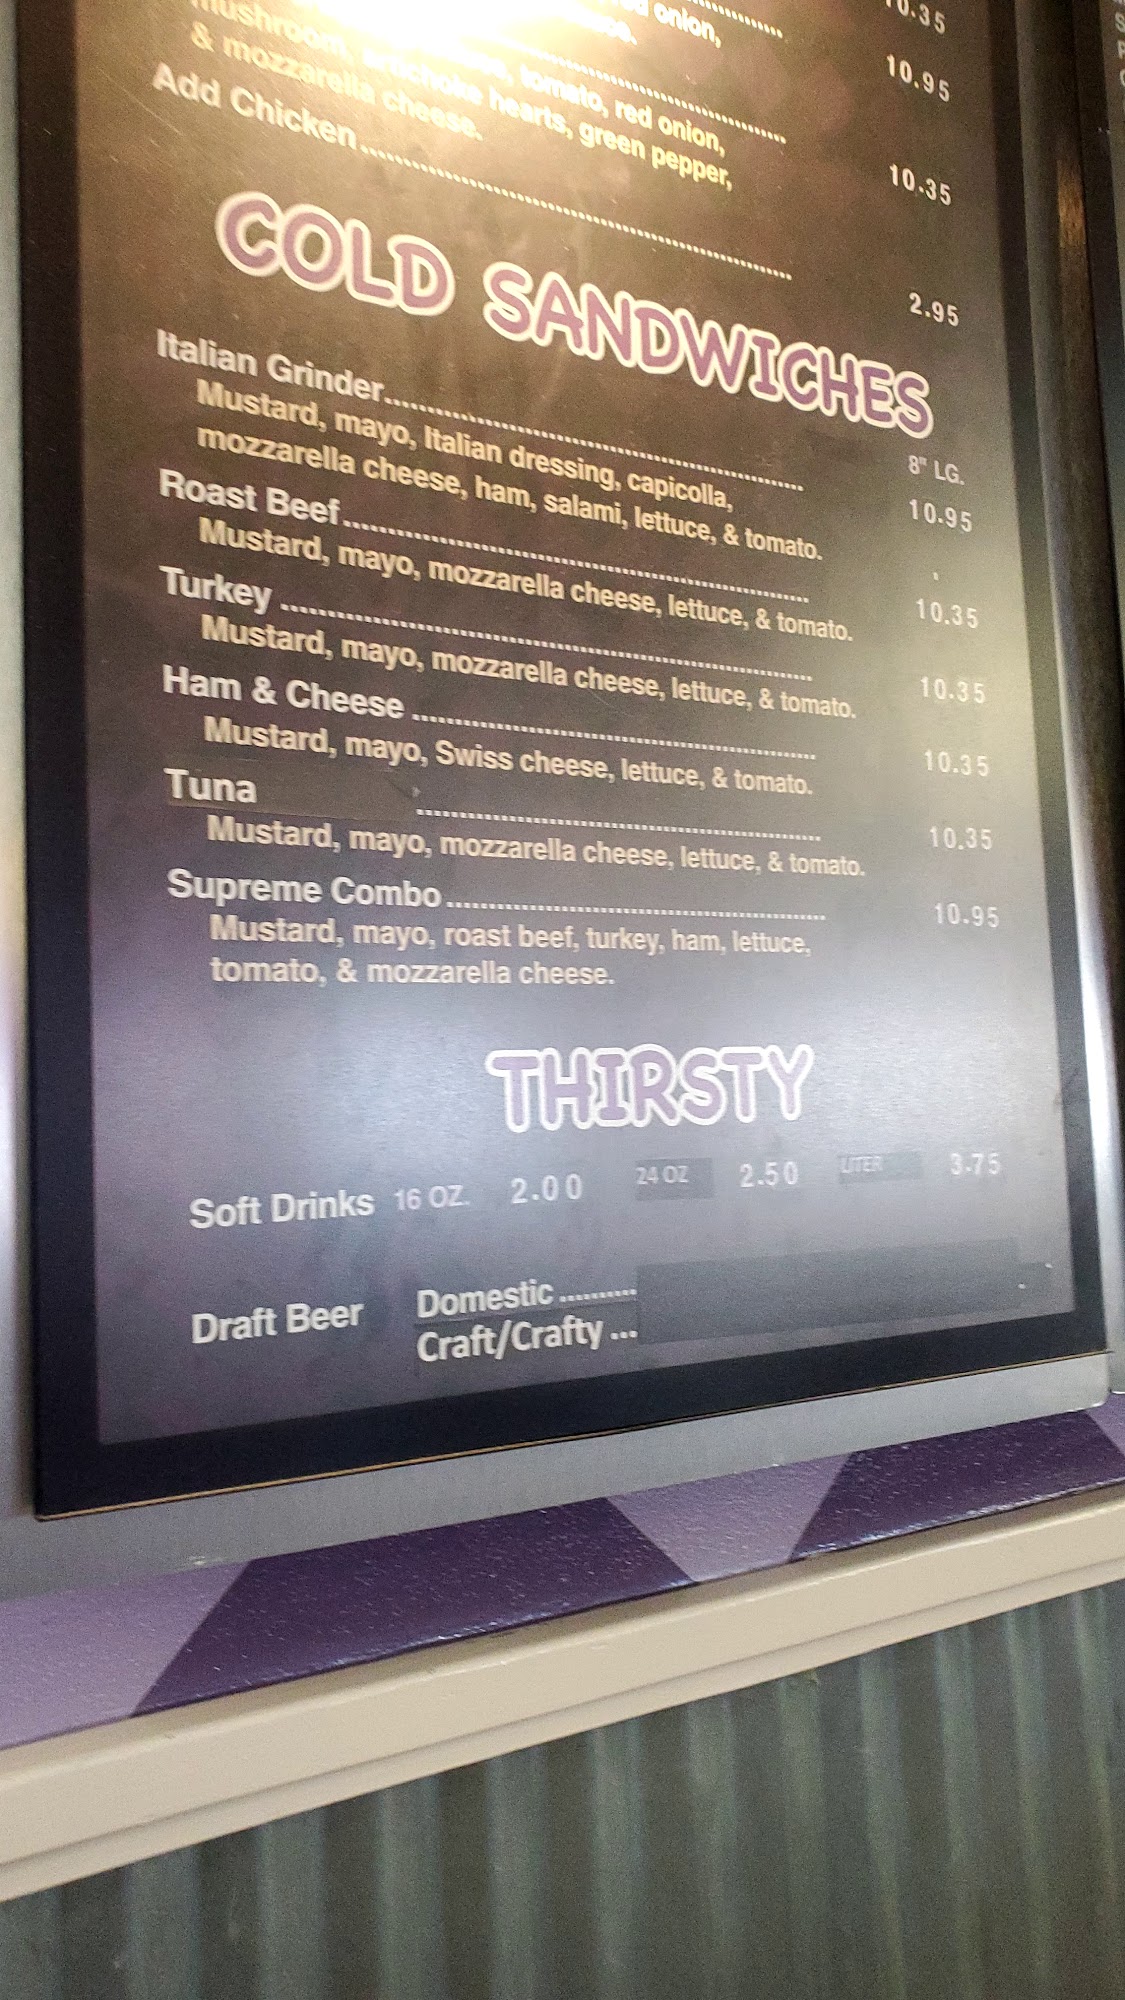 red onion,
10.35
10.95
tomato, red onion,
mushroom, artichoke hearts, green pepper,
& mozzarella cheese.
10.35
Add Chicken
2.95
COLD SANDWICHES
8" LG.
Italian Grinder 10.95
Mustard, mayo, Italian dressing, capicolla,
mozzarella cheese, ham, salami, lettuce, & tomato.
Roast Beef 10.35
Mustard, mayo, mozzarella cheese, lettuce, & tomato.
Turkey 10.35
Mustard, mayo, mozzarella cheese, lettuce, & tomato.
Ham & Cheese 10.35
Mustard, mayo, Swiss cheese, lettuce, & tomato.
Tuna 10.35
Mustard, mayo, mozzarella cheese, lettuce, & tomato.
Supreme Combo 10.95
Mustard, mayo, roast beef, turkey, ham, lettuce,
tomato, & mozzarella cheese.
THIRSTY
Soft Drinks 16 OZ. 2.00 24 OZ 2.50 LITER 3.75
Draft Beer Domestic ..........
Craft/Crafty ...